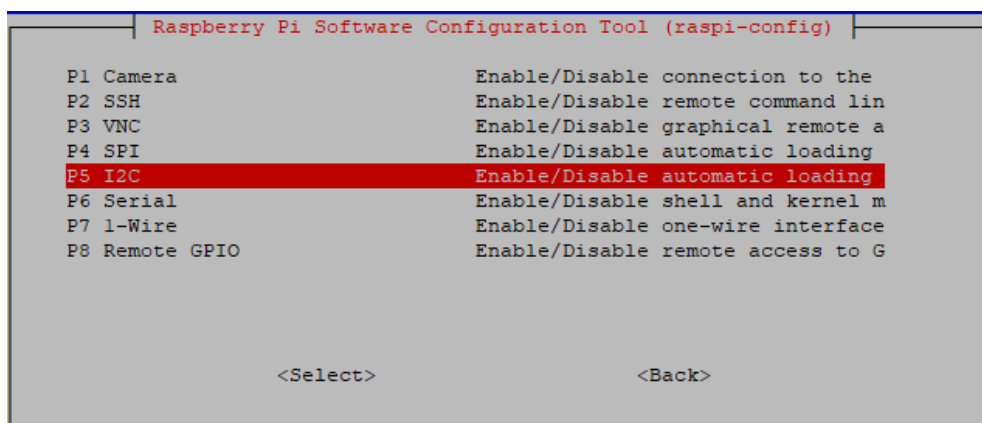 Raspberry Pi Software Configuration Tool (raspi-config)
P1 Camera Enable/Disable connection to the
P2 SSH Enable/Disable remote command lin
P3 VNC Enable/Disable graphical remote a
P4 SPI Enable/Disable automatic loading
P5 I2C Enable/Disable automatic loading
P6 Serial Enable/Disable shell and kernel m
P7 1-Wire Enable/Disable one-wire interface
P8 Remote GPIO Enable/Disable remote access to G
<Select> <Back>